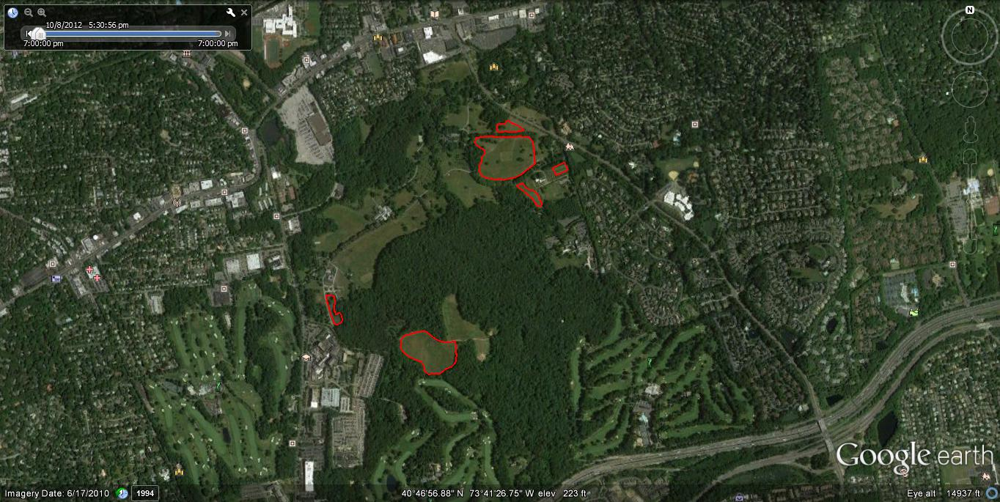 10/8/2012 5:30:56 pm
7:00:00 pm 7:00:00 pm
N
Google earth
Imagery Date: 6/17/2010 1994 40°46'56.88" N 73°41'26.75" W elev 223 ft Eye alt 14937 ft